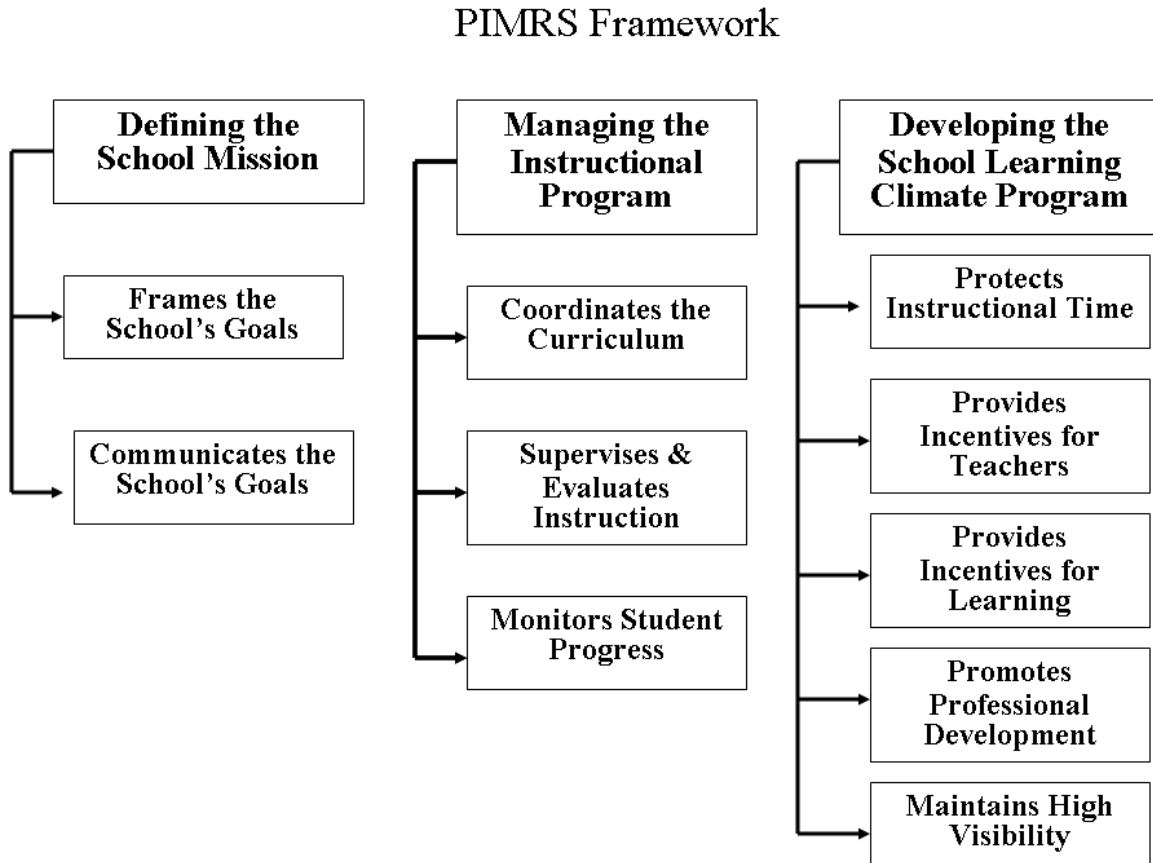 PIMRS Framework
Defining the
School Mission
Frames the
School’s Goals
Communicates the
School’s Goals
Managing the
Instructional
Program
Coordinates the
Curriculum
Supervises &
Evaluates
Instruction
Monitors Student
Progress
Developing the
School Learning
Climate Program
Protects
Instructional Time
Provides
Incentives for
Teachers
Provides
Incentives for
Learning
Promotes
Professional
Development
Maintains High
Visibility